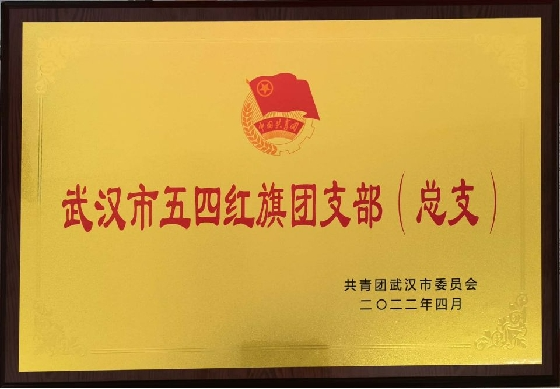 中国共青团
武汉市五四红旗团支部（总支）
共青团武汉市委员会
二〇二二年四月